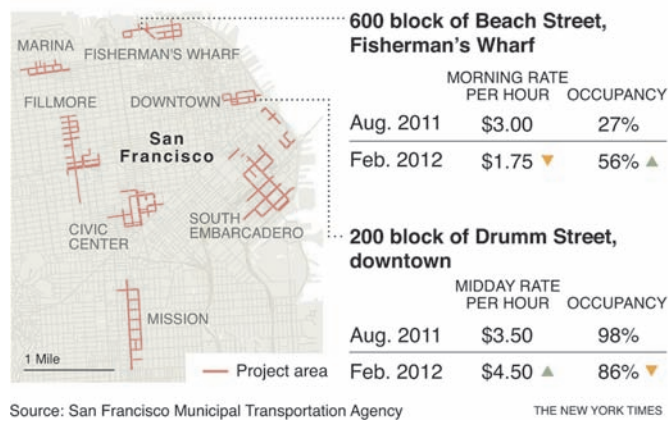 MARINA
FISHERMAN'S WHARF
FILLMORE
DOWNTOWN
San
Francisco
CIVIC
CENTER
SOUTH
EMBARCADERO
MISSION
1 Mile
Project area
600 block of Beach Street,
Fisherman's Wharf
MORNING RATE
PER HOUR OCCUPANCY
Aug. 2011 $3.00 27%
Feb. 2012 $1.75 ▼ 56% ▲
200 block of Drumm Street,
downtown
MIDDAY RATE
PER HOUR OCCUPANCY
Aug. 2011 $3.50 98%
Feb. 2012 $4.50 ▲ 86% ▼
Source: San Francisco Municipal Transportation Agency
THE NEW YORK TIMES